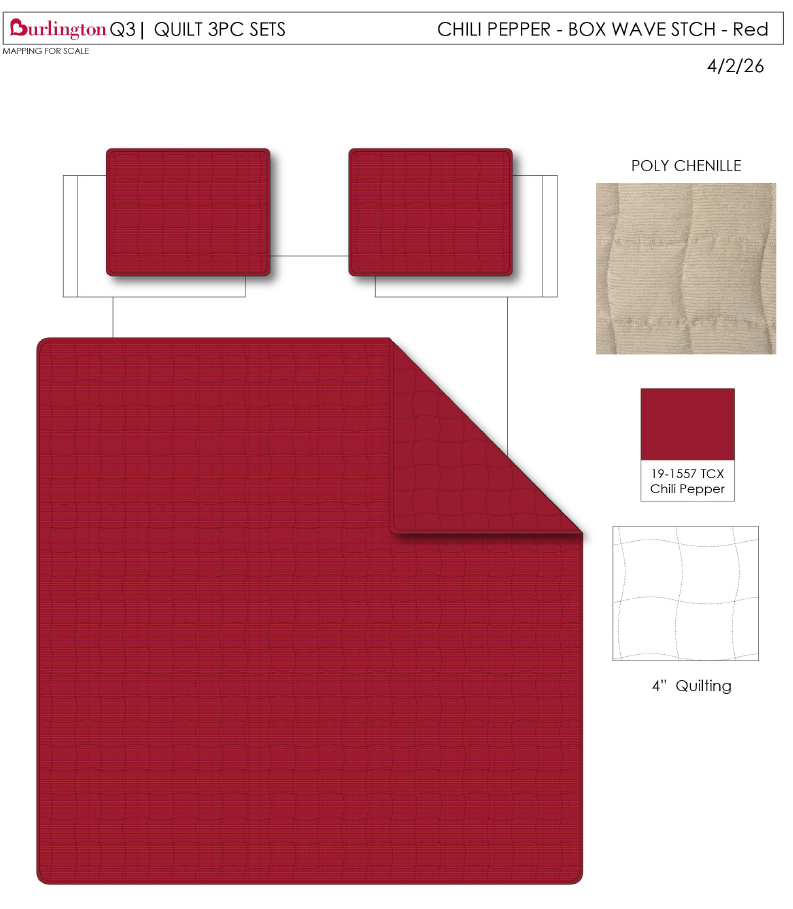 Burlington Q3| QUILT 3PC SETS CHILI PEPPER - BOX WAVE STCH - Red
MAPPING FOR SCALE
4/2/26
POLY CHENILLE
19-1557 TCX
Chili Pepper
4” Quilting